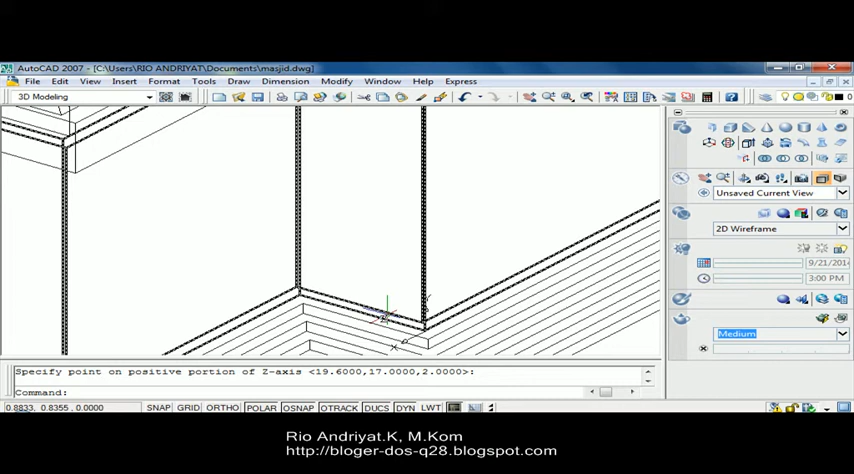 AutoCAD 2007 - [C:\Users\RIO ANDRIYAT\Documents\masjid.dwg]
File Edit View Insert Format Tools Draw Dimension Modify Window Help Express
3D Modeling
0
Unsaved Current View
2D Wireframe
9/21/201
3:00 PM
Medium
Specify point on positive portion of Z-axis <19.6000,17.0000,2.0000>:
Command:
0.8833, 0.8355, 0.0000 SNAP GRID ORTHO POLAR OSNAP OTRACK DUCS DYN LWT
Rio Andriyat.K, M.Kom
http://bloger-dos-q28.blogspot.com